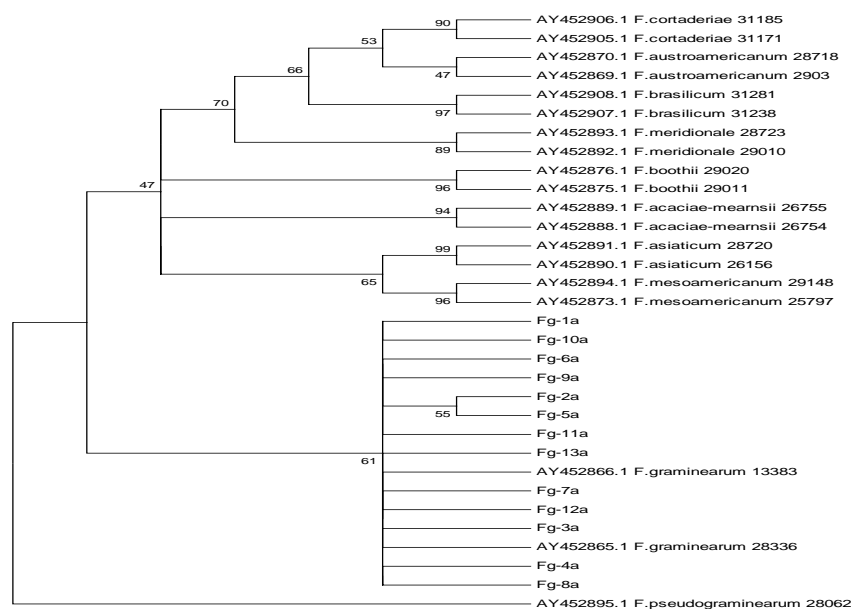 90
AY452906.1 F.cortaderiae 31185
53
AY452905.1 F.cortaderiae 31171
66
AY452870.1 F.austroamericanum 28718
47
AY452869.1 F.austroamericanum 2903
70
AY452908.1 F.brasilicum 31281
97
AY452907.1 F.brasilicum 31238
AY452893.1 F.meridionale 28723
89
AY452892.1 F.meridionale 29010
47
AY452876.1 F.boothii 29020
96
AY452875.1 F.boothii 29011
94
AY452889.1 F.acaciae-mearnsii 26755
AY452888.1 F.acaciae-mearnsii 26754
99
AY452891.1 F.asiaticum 28720
65
AY452890.1 F.asiaticum 26156
AY452894.1 F.mesoamericanum 29148
96
AY452873.1 F.mesoamericanum 25797
Fg-1a
Fg-10a
Fg-6a
Fg-9a
Fg-2a
55
Fg-5a
Fg-11a
61
Fg-13a
AY452866.1 F.graminearum 13383
Fg-7a
Fg-12a
Fg-3a
AY452865.1 F.graminearum 28336
Fg-4a
Fg-8a
AY452895.1 F.pseudograminearum 28062